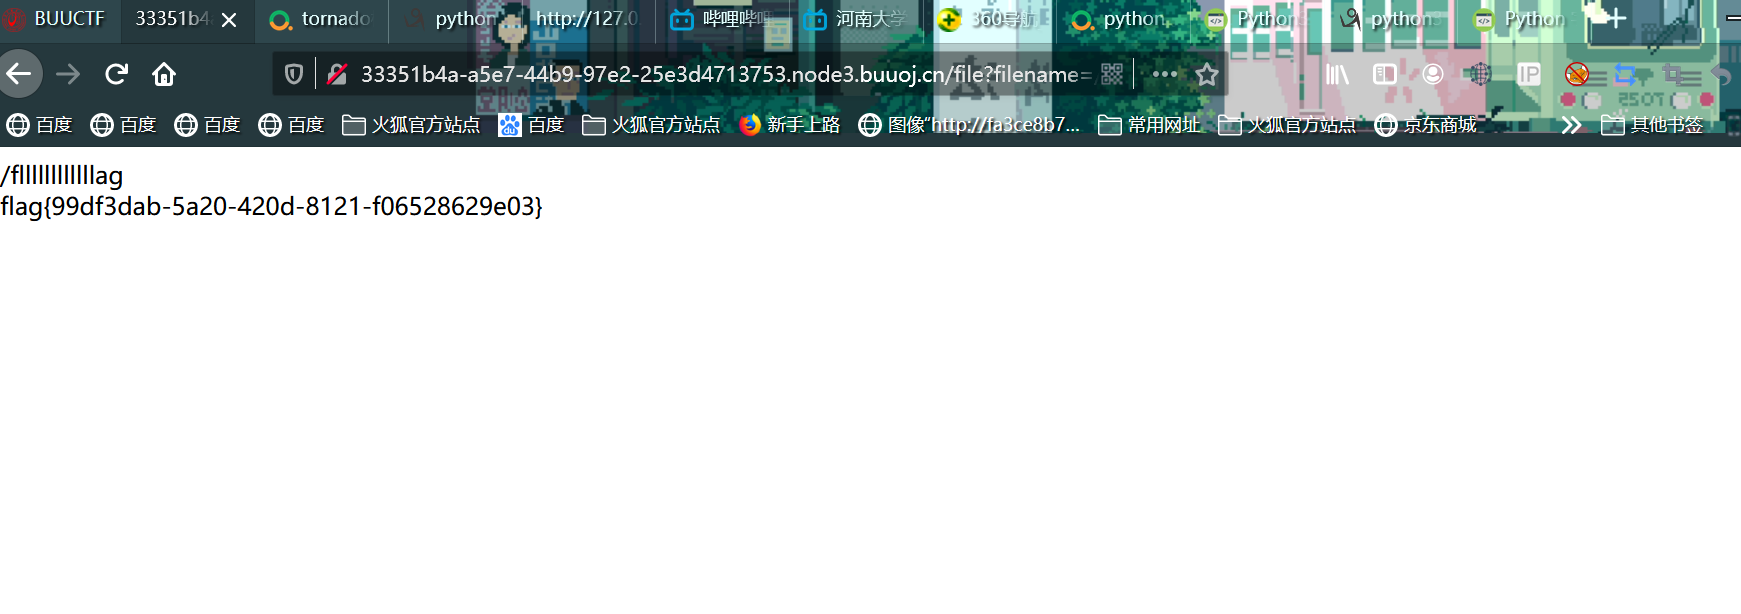 BUUCTF 33351b4 tornado python http://127.0 哔哩哔哩 河南大学 360导航 python Python python Python
33351b4a-a5e7-44b9-97e2-25e3d4713753.node3.buuoj.cn/file?filename= IP
百度 百度 百度 百度 火狐官方站点 百度 火狐官方站点 新手上路 图像"http://fa3ce8b7... 常用网址 火狐官方站点 京东商城 其他书签
/fllllllllllllag
flag{99df3dab-5a20-420d-8121-f06528629e03}